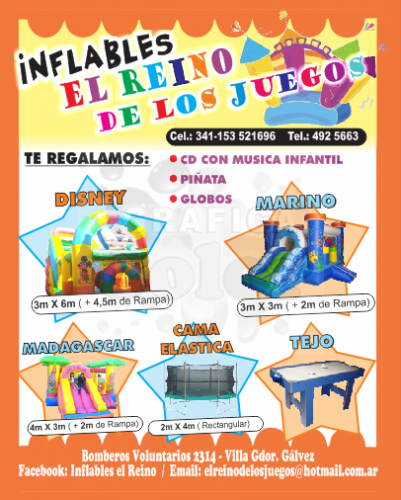 INFLABLES
EL REINO
DE LOS JUEGOS
Cel.: 341-153 521696 Tel.: 492 5663
TE REGALAMOS:
• CD CON MUSICA INFANTIL
• PIÑATA
• GLOBOS
DISNEY
3m X 6m ( + 4,5m de Rampa)
MARINO
3m X 3m ( + 2m de Rampa)
MADAGASCAR
4m X 3m ( + 2m de Rampa)
CAMA
ELASTICA
2m X 4m (Rectangular)
TEJO
Bomberos Voluntarios 2314 - Villa Gdor. Gálvez
Facebook: Inflables el Reino / Email: elreinodelosjuegos@hotmail.com.ar